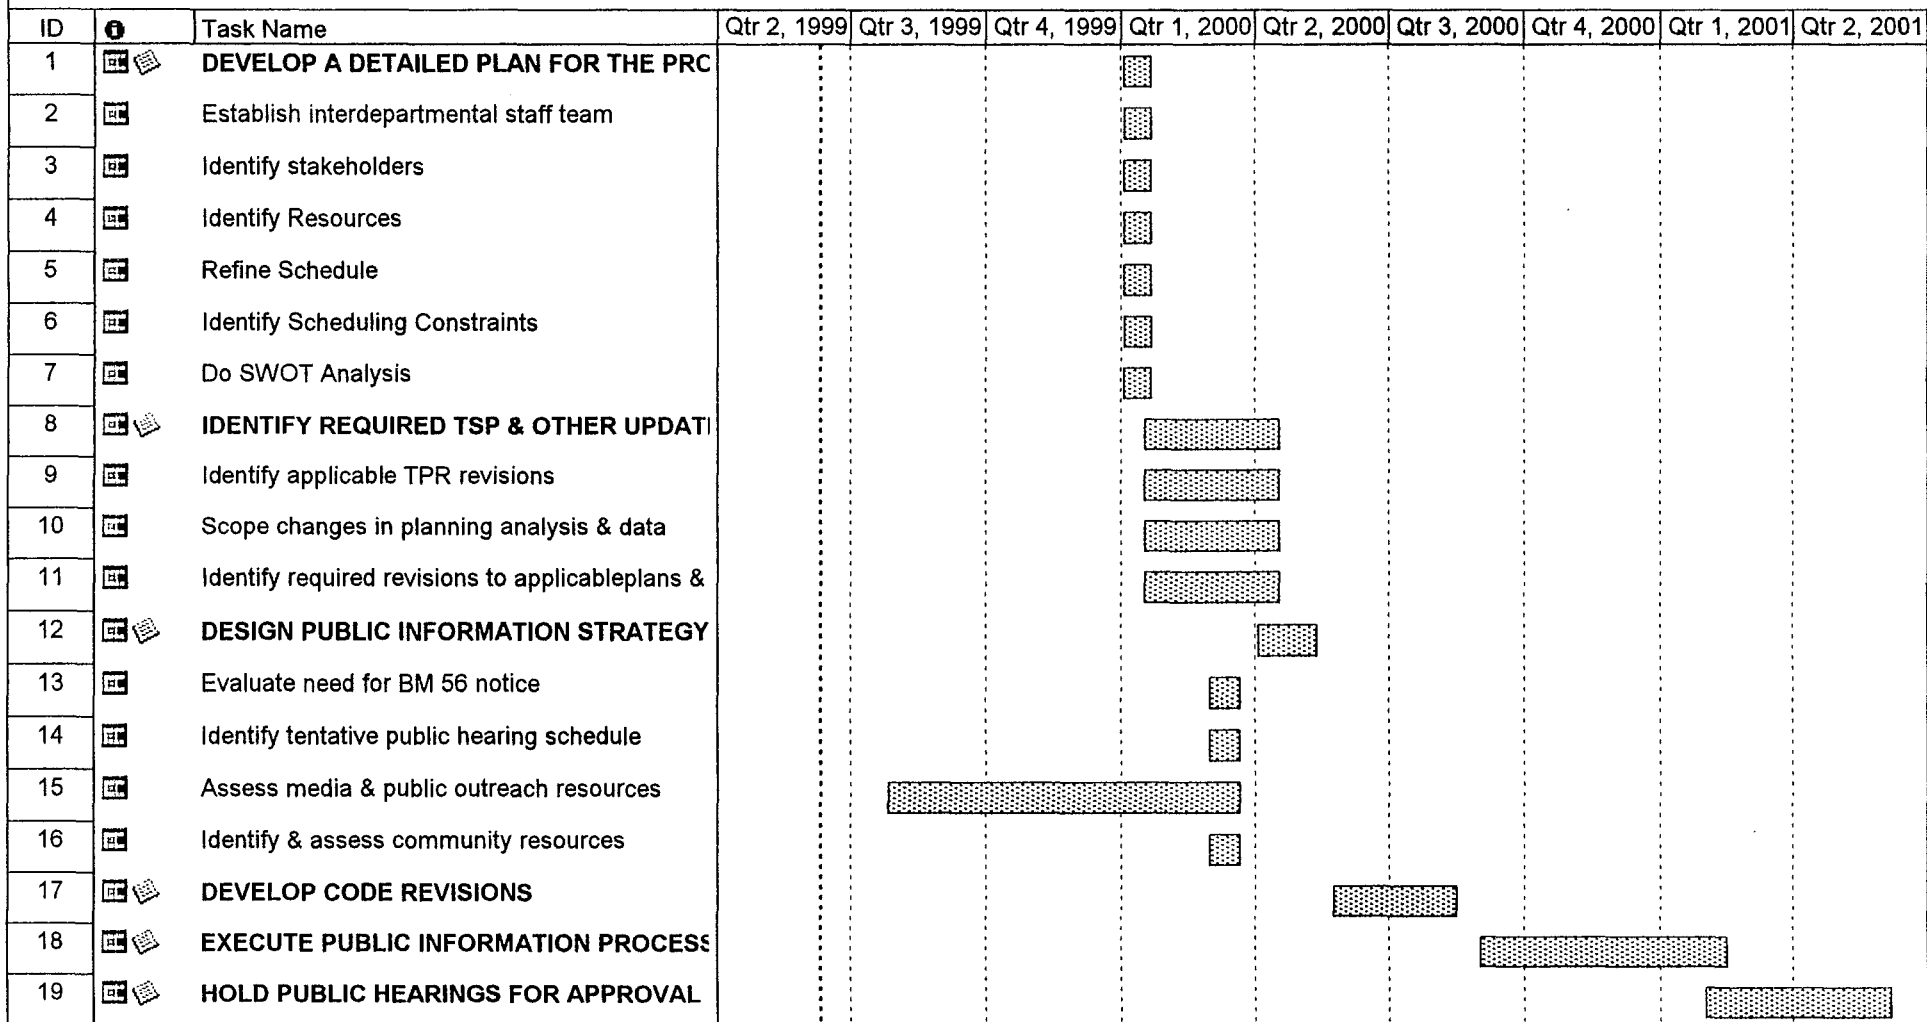 ID Task Name Qtr 2, 1999 Qtr 3, 1999 Qtr 4, 1999 Qtr 1, 2000 Qtr 2, 2000 Qtr 3, 2000 Qtr 4, 2000 Qtr 1, 2001 Qtr 2, 2001
1 DEVELOP A DETAILED PLAN FOR THE PRO
2 Establish interdepartmental staff team
3 Identify stakeholders
4 Identify Resources
5 Refine Schedule
6 Identify Scheduling Constraints
7 Do SWOT Analysis
8 IDENTIFY REQUIRED TSP & OTHER UPDATI
9 Identify applicable TPR revisions
10 Scope changes in planning analysis & data
11 Identify required revisions to applicableplans &
12 DESIGN PUBLIC INFORMATION STRATEGY
13 Evaluate need for BM 56 notice
14 Identify tentative public hearing schedule
15 Assess media & public outreach resources
16 Identify & assess community resources
17 DEVELOP CODE REVISIONS
18 EXECUTE PUBLIC INFORMATION PROCESS
19 HOLD PUBLIC HEARINGS FOR APPROVAL